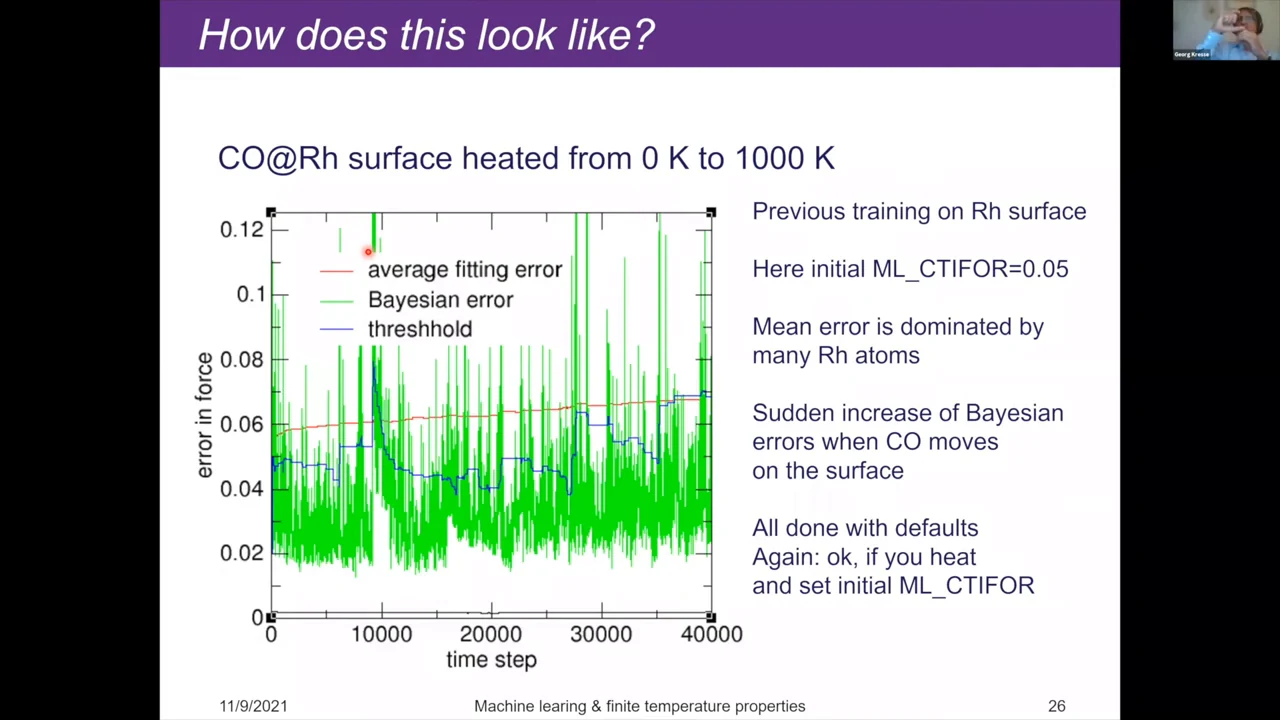 How does this look like?
Georg Kresse
CO@Rh surface heated from 0 K to 1000 K
0.12
0.1
0.08
0.06
0.04
0.02
0
error in force
average fitting error
Bayesian error
threshhold
0
10000
20000
30000
40000
time step
Previous training on Rh surface
Here initial ML_CTIFOR=0.05
Mean error is dominated by
many Rh atoms
Sudden increase of Bayesian
errors when CO moves
on the surface
All done with defaults
Again: ok, if you heat
and set initial ML_CTIFOR
11/9/2021
Machine learing & finite temperature properties
26